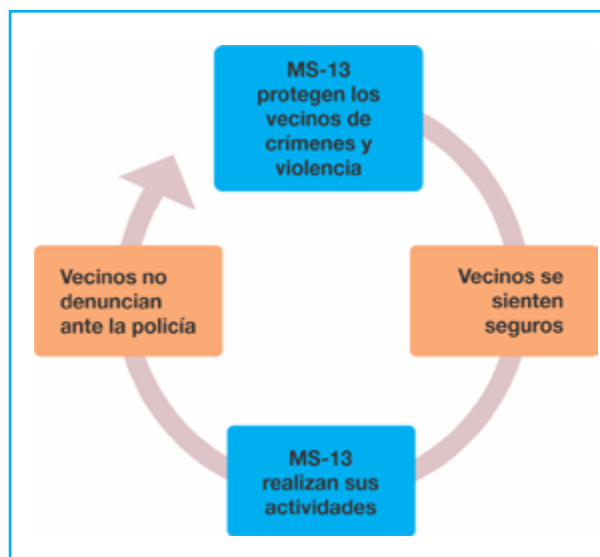 MS-13
protegen los
vecinos de
crímenes y
violencia
Vecinos se
sienten
seguros
MS-13
realizan sus
actividades
Vecinos no
denuncian
ante la policía